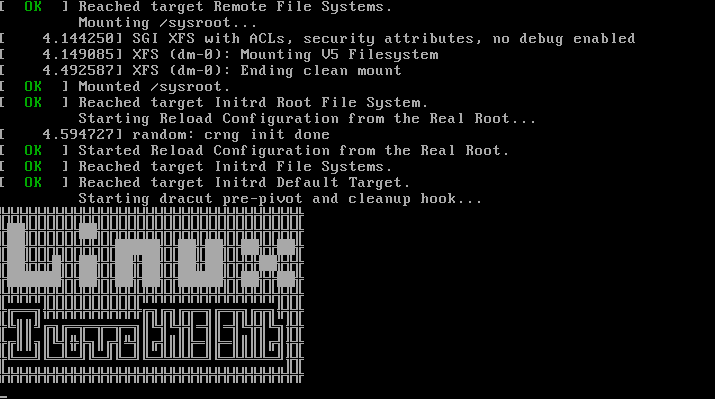 [  OK  ] Reached target Remote File Systems.
Mounting /sysroot...
[    4.144250] SGI XFS with ACLs, security attributes, no debug enabled
[    4.149085] XFS (dm-0): Mounting V5 Filesystem
[    4.492587] XFS (dm-0): Ending clean mount
[  OK  ] Mounted /sysroot.
[  OK  ] Reached target Initrd Root File System.
Starting Reload Configuration from the Real Root...
[    4.594727] random: crng init done
[  OK  ] Started Reload Configuration from the Real Root.
[  OK  ] Reached target Initrd File Systems.
[  OK  ] Reached target Initrd Default Target.
Starting dracut pre-pivot and cleanup hook...
Linux